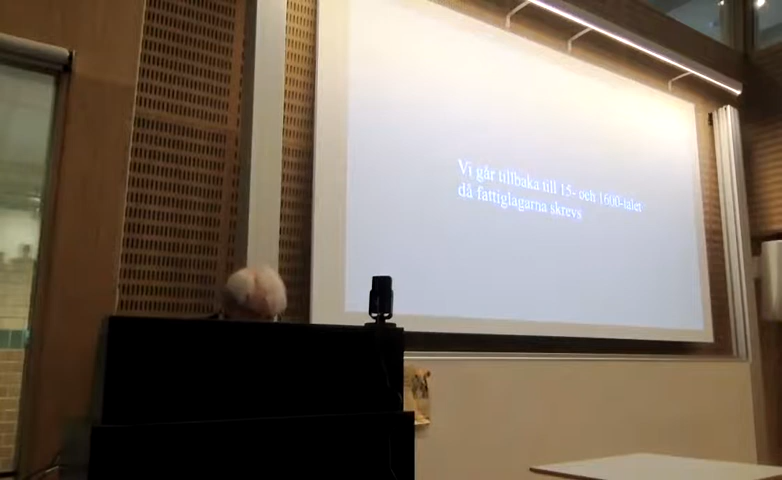 Vi går tillbaka till 15- och 1600-talet
då fattiglagarna skrevs